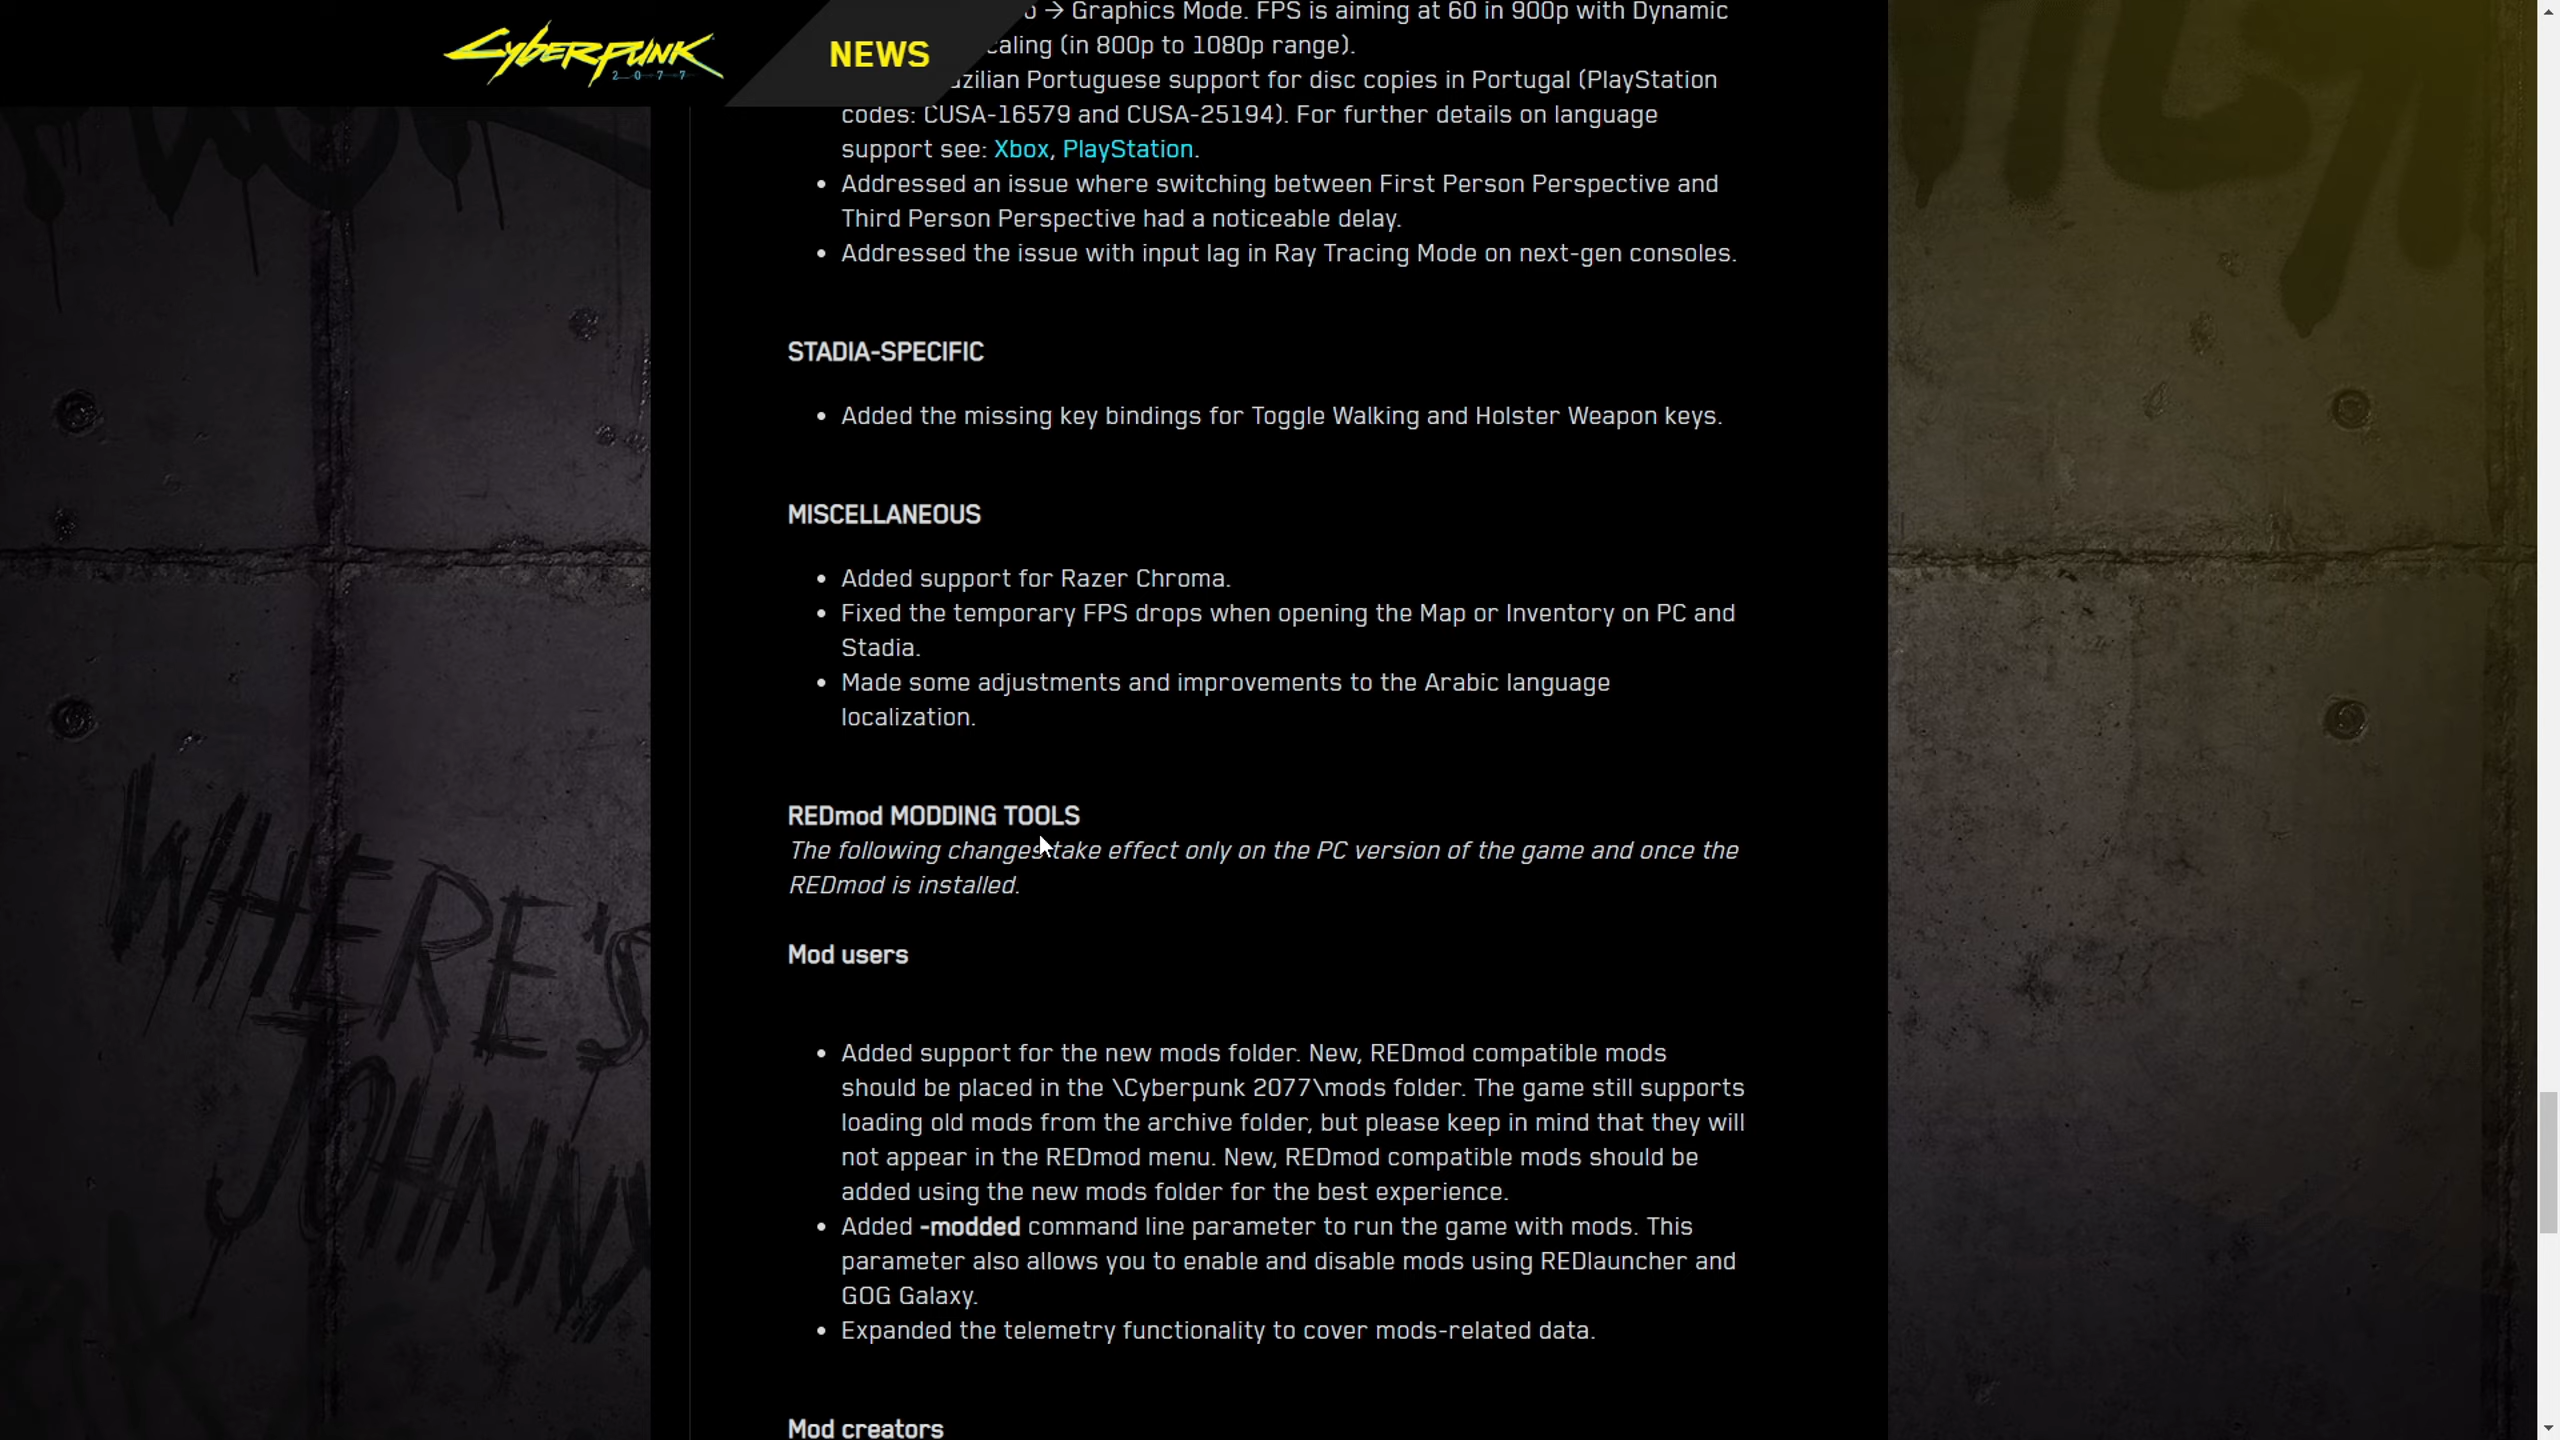 CYBERPUNK
2077
NEWS
→ Graphics Mode. FPS is aiming at 60 in 900p with Dynamic
(in 800p to 1080p range).
Portuguese support for disc copies in Portugal (PlayStation
codes: CUSA-16579 and CUSA-25194). For further details on language
support see: Xbox, PlayStation.
• Addressed an issue where switching between First Person Perspective and
Third Person Perspective had a noticeable delay.
• Addressed the issue with input lag in Ray Tracing Mode on next-gen consoles.
STADIA-SPECIFIC
• Added the missing key bindings for Toggle Walking and Holster Weapon keys.
MISCELLANEOUS
• Added support for Razer Chroma.
• Fixed the temporary FPS drops when opening the Map or Inventory on PC and
Stadia.
• Made some adjustments and improvements to the Arabic language
localization.
REDmod MODDING TOOLS
The following changes take effect only on the PC version of the game and once the
REDmod is installed.
Mod users
• Added support for the new mods folder. New, REDmod compatible mods
should be placed in the \Cyberpunk 2077\mods folder. The game still supports
loading old mods from the archive folder, but please keep in mind that they will
not appear in the REDmod menu. New, REDmod compatible mods should be
added using the new mods folder for the best experience.
• Added -modded command line parameter to run the game with mods. This
parameter also allows you to enable and disable mods using REDlauncher and
GOG Galaxy.
• Expanded the telemetry functionality to cover mods-related data.
Mod creators
WHERE'S
JOHNNY